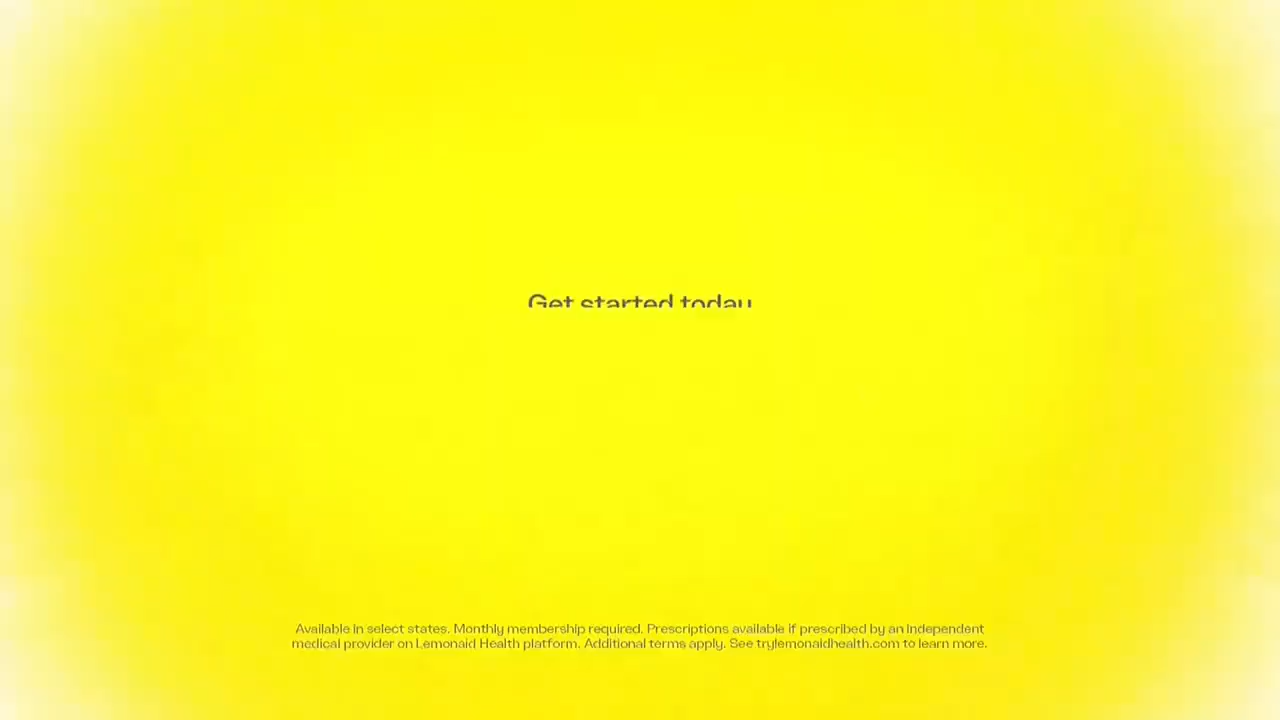 Get started today
Available in select states. Monthly membership required. Prescriptions available if prescribed by an independent
medical provider on Lemonaid Health platform. Additional terms apply. See trylemonaidhealth.com to learn more.